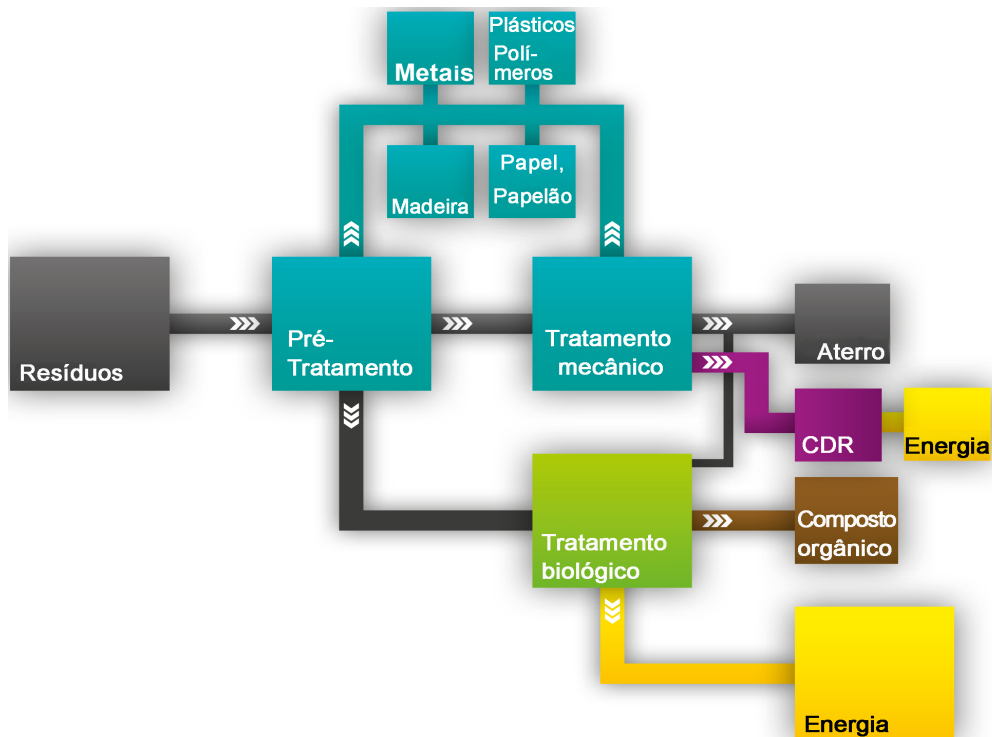 Metais
Plásticos
Polí-
meros
Madeira
Papel,
Papelão
Resíduos
Pré-
Tratamento
Tratamento
mecânico
Aterro
CDR
Energia
Tratamento
biológico
Composto
orgânico
Energia